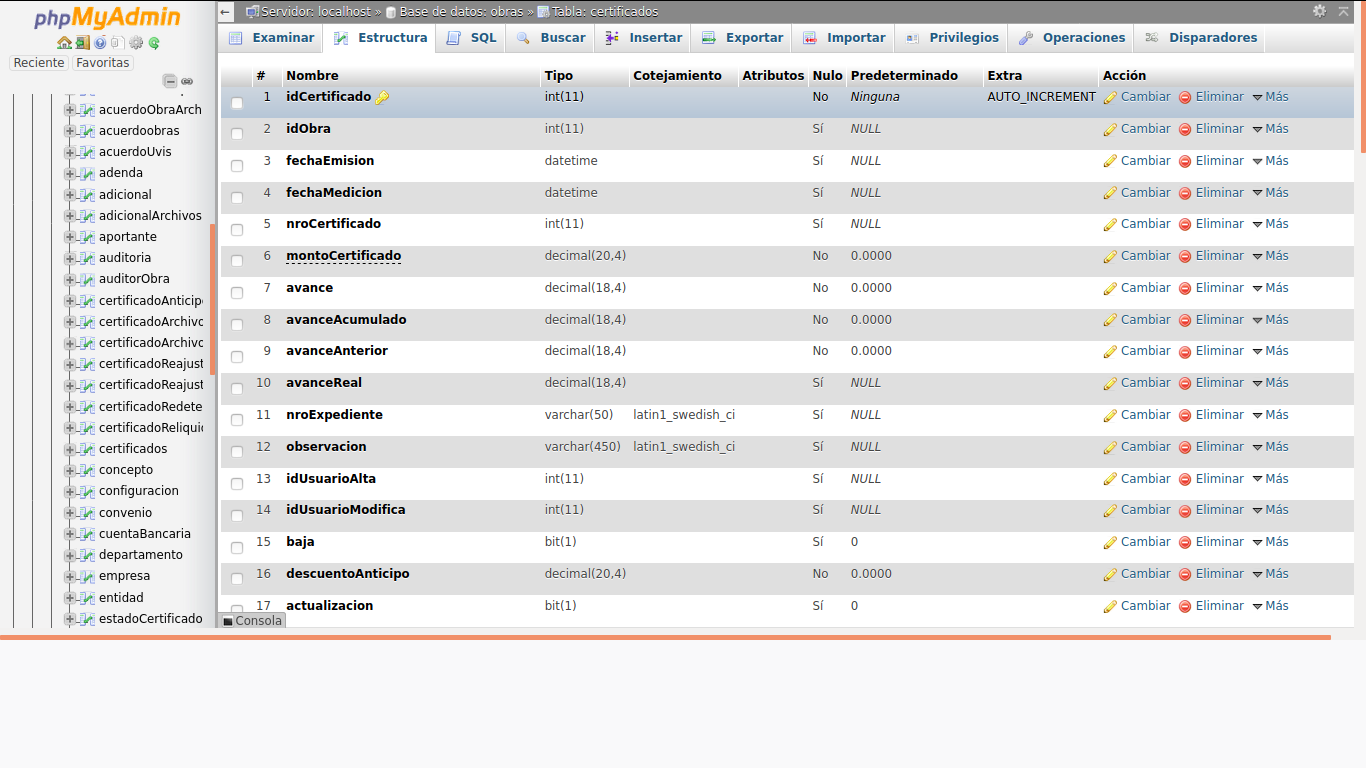 phpMyAdmin
Reciente Favoritas
acuerdoObraArch
acuerdoobras
acuerdoUvis
adenda
adicional
adicionalArchivos
aportante
auditoria
auditorObra
certificadoAnticip
certificadoArchivo
certificadoArchivo
certificadoReajust
certificadoReajust
certificadoRedete
certificadoReliquid
certificados
concepto
configuracion
convenio
cuentaBancaria
departamento
empresa
entidad
estadoCertificado
← Servidor: localhost » Base de datos: obras » Tabla: certificados
Examinar Estructura SQL Buscar Insertar Exportar Importar Privilegios Operaciones Disparadores
# Nombre Tipo Cotejamiento Atributos Nulo Predeterminado Extra Acción
1 idCertificado int(11) No Ninguna AUTO_INCREMENT Cambiar Eliminar Más
2 idObra int(11) Sí NULL Cambiar Eliminar Más
3 fechaEmision datetime Sí NULL Cambiar Eliminar Más
4 fechaMedicion datetime Sí NULL Cambiar Eliminar Más
5 nroCertificado int(11) Sí NULL Cambiar Eliminar Más
6 montoCertificado decimal(20,4) No 0.0000 Cambiar Eliminar Más
7 avance decimal(18,4) No 0.0000 Cambiar Eliminar Más
8 avanceAcumulado decimal(18,4) No 0.0000 Cambiar Eliminar Más
9 avanceAnterior decimal(18,4) No 0.0000 Cambiar Eliminar Más
10 avanceReal decimal(18,4) Sí NULL Cambiar Eliminar Más
11 nroExpediente varchar(50) latin1_swedish_ci Sí NULL Cambiar Eliminar Más
12 observacion varchar(450) latin1_swedish_ci Sí NULL Cambiar Eliminar Más
13 idUsuarioAlta int(11) Sí NULL Cambiar Eliminar Más
14 idUsuarioModifica int(11) Sí NULL Cambiar Eliminar Más
15 baja bit(1) Sí 0 Cambiar Eliminar Más
16 descuentoAnticipo decimal(20,4) No 0.0000 Cambiar Eliminar Más
17 actualizacion bit(1) Sí 0 Cambiar Eliminar Más
Consola